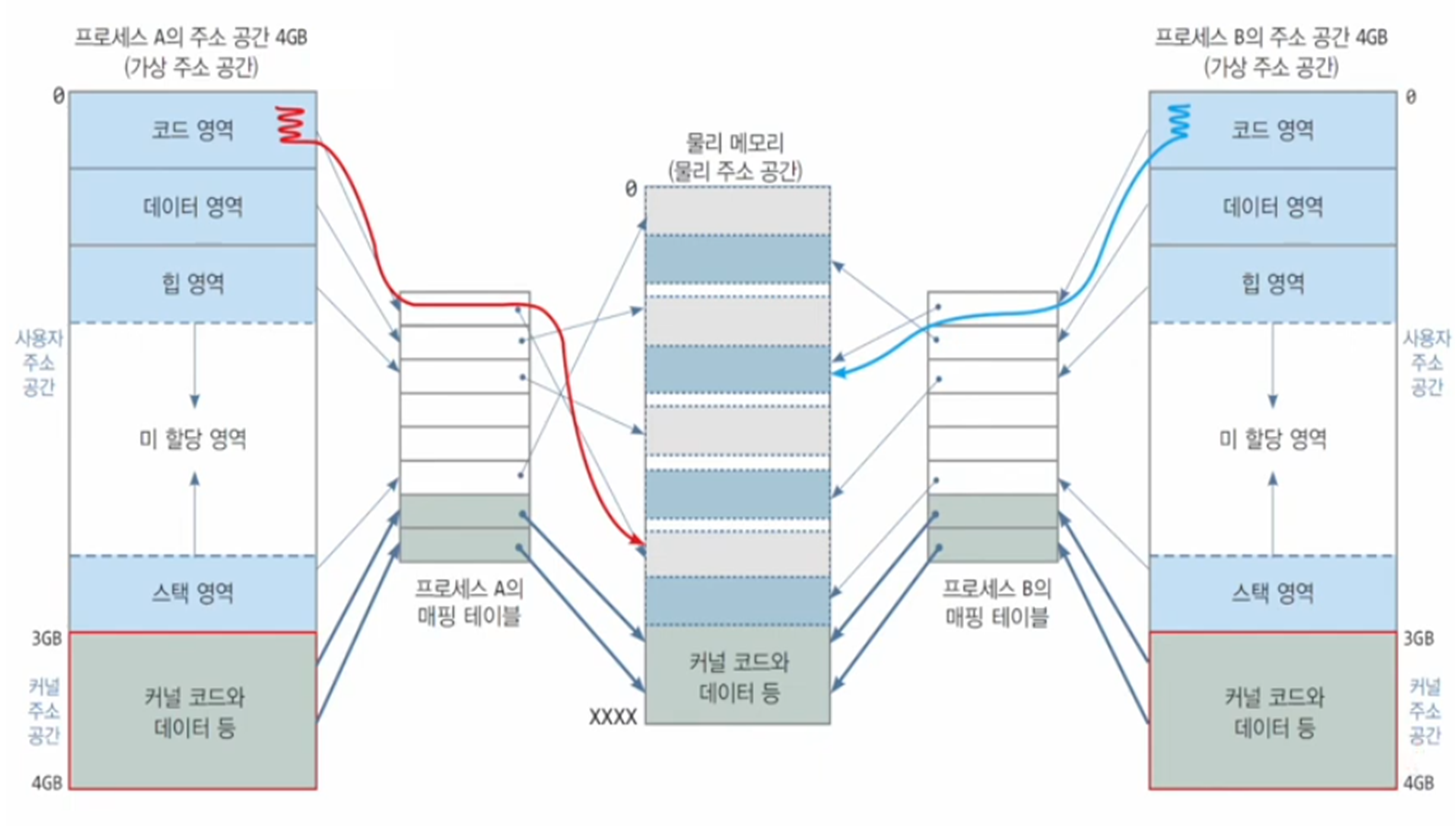 프로세스 A의 주소 공간 4GB
(가상 주소 공간)
0
코드 영역
데이터 영역
힙 영역
사용자
주소
공간
미 할당 영역
스택 영역
3GB
커널
주소
공간
커널 코드와
데이터 등
4GB
프로세스 A의
매핑 테이블
물리 메모리
(물리 주소 공간)
0
커널 코드와
데이터 등
XXXX
프로세스 B의
매핑 테이블
프로세스 B의 주소 공간 4GB
(가상 주소 공간)
0
코드 영역
데이터 영역
힙 영역
사용자
주소
공간
미 할당 영역
스택 영역
3GB
커널
주소
공간
커널 코드와
데이터 등
4GB